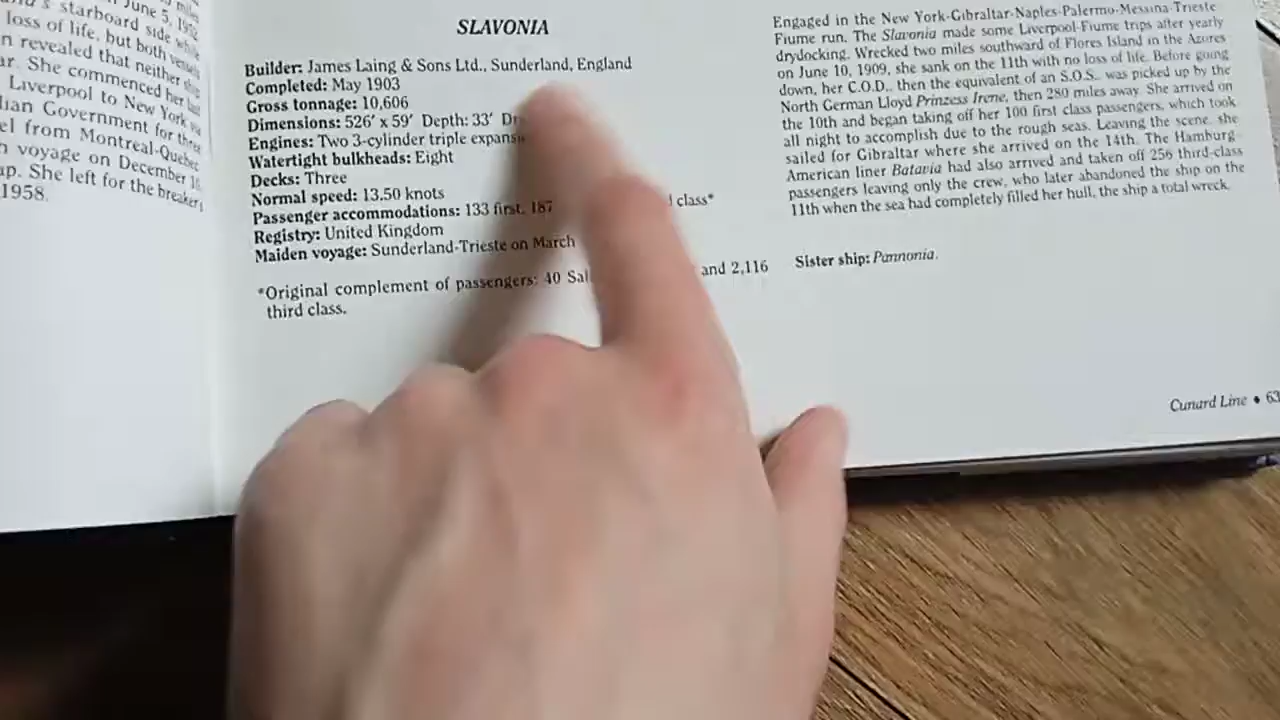 June 5, 1952
starboard side while
loss of life, but both vessels
n revealed that neither ship
ar. She commenced her last
Liverpool to New York via
lian Government for three
el from Montreal-Quebec
h voyage on December 16,
ap. She left for the breakers
1958.
SLAVONIA
Builder: James Laing & Sons Ltd., Sunderland, England
Completed: May 1903
Gross tonnage: 10,606
Dimensions: 526′ x 59′ Depth: 33′
Engines: Two 3-cylinder triple
Watertight bulkheads: Eight
Decks: Three
Normal speed: 13.50 knots
Passenger accommodations: 133 first, 187 class*
Registry: United Kingdom
Maiden voyage: Sunderland-Trieste on March
*Original complement of passengers: 40 and 2,116
third class.
Engaged in the New York-Gibraltar-Naples-Palermo-Messina-Trieste
Fiume run. The Slavonia made some Liverpool-Fiume trips after yearly
drydocking. Wrecked two miles southward of Flores Island in the Azores
on June 10, 1909, she sank on the 11th with no loss of life. Before going
down, her C.O.D., then the equivalent of an S.O.S., was picked up by the
North German Lloyd Prinzess Irene, then 280 miles away. She arrived on
the 10th and began taking off her 100 first class passengers, which took
all night to accomplish due to the rough seas. Leaving the scene, she
sailed for Gibraltar where she arrived on the 14th. The Hamburg-
American liner Batavia had also arrived and taken off 256 third-class
passengers leaving only the crew, who later abandoned the ship on the
11th when the sea had completely filled her hull, the ship a total wreck.
Sister ship: Pannonia.
Cunard Line • 63